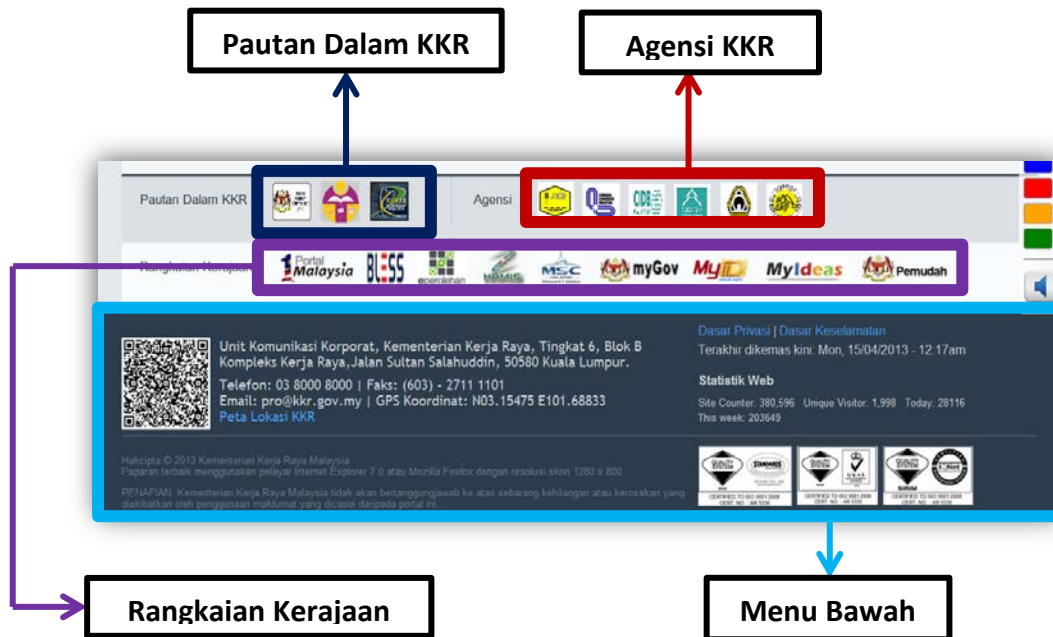 Pautan Dalam KKR
Agensi KKR
Pautan Dalam KKR
Agensi
CIDB
Rangkaian Kerajaan
1 Portal Malaysia
BLESS
eperolehan
MSC
myGov
MyID
MyIdeas
Pemudah
Unit Komunikasi Korporat, Kementerian Kerja Raya, Tingkat 6, Blok B
Kompleks Kerja Raya,Jalan Sultan Salahuddin, 50580 Kuala Lumpur.
Telefon: 03 8000 8000 | Faks: (603) - 2711 1101
Email: pro@kkr.gov.my | GPS Koordinat: N03.15475 E101.68833
Peta Lokasi KKR
Dasar Privasi | Dasar Keselamatan
Terakhir dikemas kini: Mon, 15/04/2013 - 12:17am
Statistik Web
Site Counter: 380,596 Unique Visitor: 1,998 Today: 28116
This week: 203649
Hakcipta © 2013 Kementerian Kerja Raya Malaysia
Paparan terbaik menggunakan pelayar Internet Explorer 7.0 atau Mozilla Firefox dengan resolusi skrin 1280 x 800
PENAFIAN: Kementerian Kerja Raya Malaysia tidak akan bertanggungjawab ke atas sebarang kehilangan atau kerosakan yang
diakibatkan oleh penggunaan maklumat yang dicapai daripada portal ini
Rangkaian Kerajaan
Menu Bawah